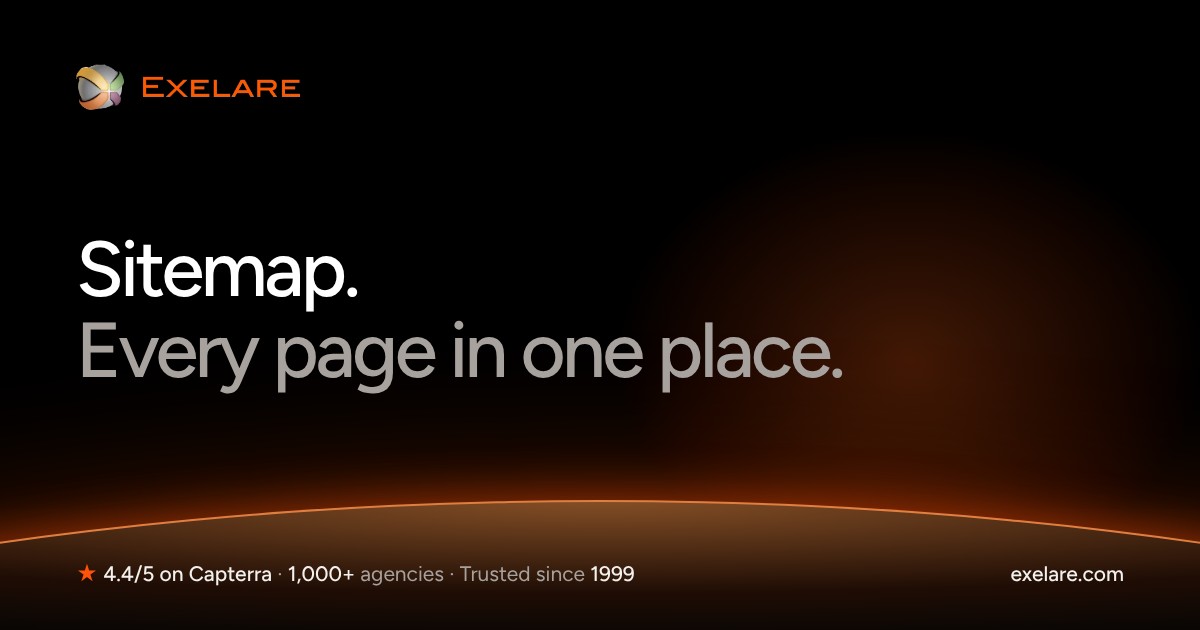 EXELARE
Sitemap.
Every page in one place.
★ 4.4/5 on Capterra · 1,000+ agencies · Trusted since 1999
exelare.com